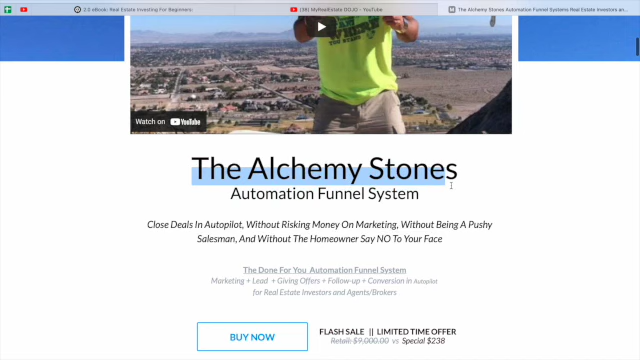 2.0 eBook: Real Estate Investing For Beginners:
(38) MyRealEstate DOJO - YouTube
M The Alchemy Stones Automation Funnel Systems Real Estate Investors an...
Watch on YouTube
The Alchemy Stones
Automation Funnel System
Close Deals In Autopilot, Without Risking Money On Marketing, Without Being A Pushy
Salesman, And Without The Homeowner Say NO To Your Face
The Done For You Automation Funnel System
Marketing + Lead + Giving Offers + Follow-up + Conversion in Autopilot
for Real Estate Investors and Agents/Brokers
BUY NOW
FLASH SALE || LIMITED TIME OFFER
Retail: $9,000.00 vs Special $238